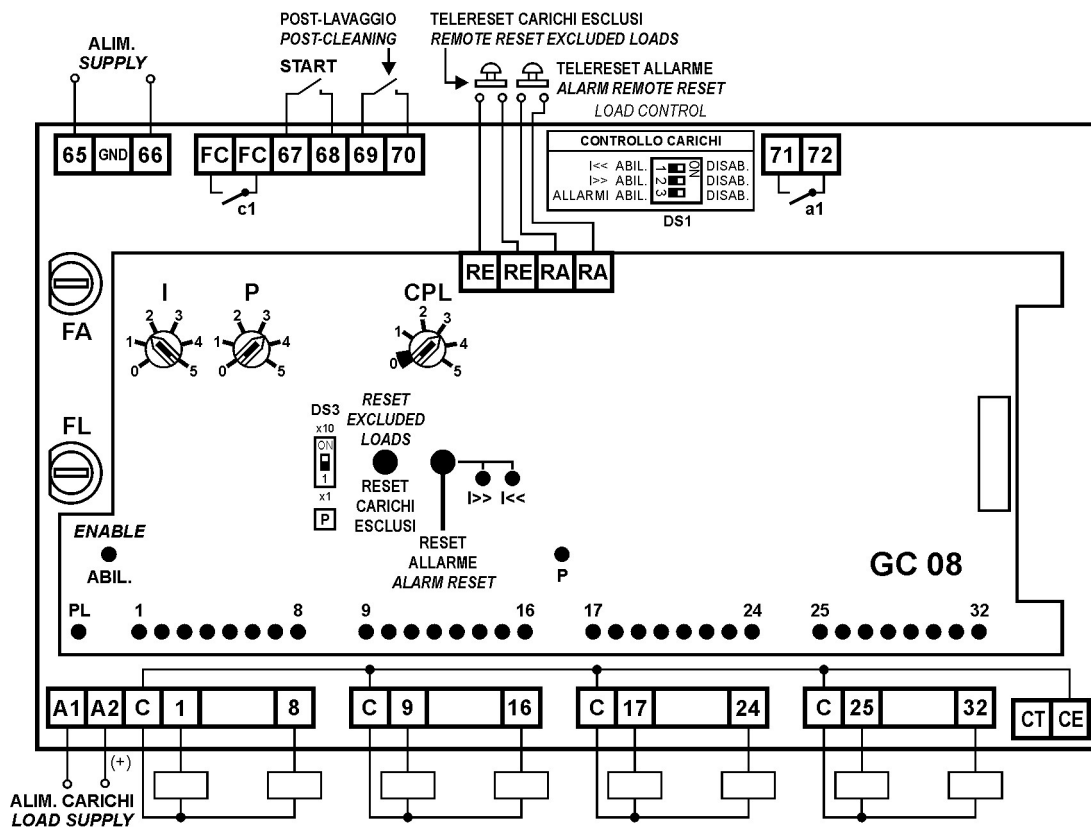 POST-LAVAGGIO
POST-CLEANING
TELERESET CARICHI ESCLUSI
REMOTE RESET EXCLUDED LOADS
ALIM.
SUPPLY
START
TELERESET ALLARME
ALARM REMOTE RESET
LOAD CONTROL
65 GND 66
FC FC 67 68 69 70
c1
CONTROLLO CARICHI
I<< ABIL. 1 ON DISAB.
I>> ABIL. 2 DISAB.
ALLARMI ABIL. 3 DISAB.
DS1
71 72
a1
RE RE RA RA
FA
I
0 1 2 3 4 5
P
0 1 2 3 4 5
CPL
0 1 2 3 4 5
FL
DS3
x10
ON
1
x1
P
RESET
EXCLUDED
LOADS
RESET
CARICHI
ESCLUSI
I>> I<<
RESET
ALLARME
ALARM RESET
ENABLE
ABIL.
P
GC 08
PL 1 8 9 16 17 24 25 32
A1 A2 C 1 8
C 9 16
C 17 24
C 25 32
CT CE
(+)
ALIM. CARICHI
LOAD SUPPLY